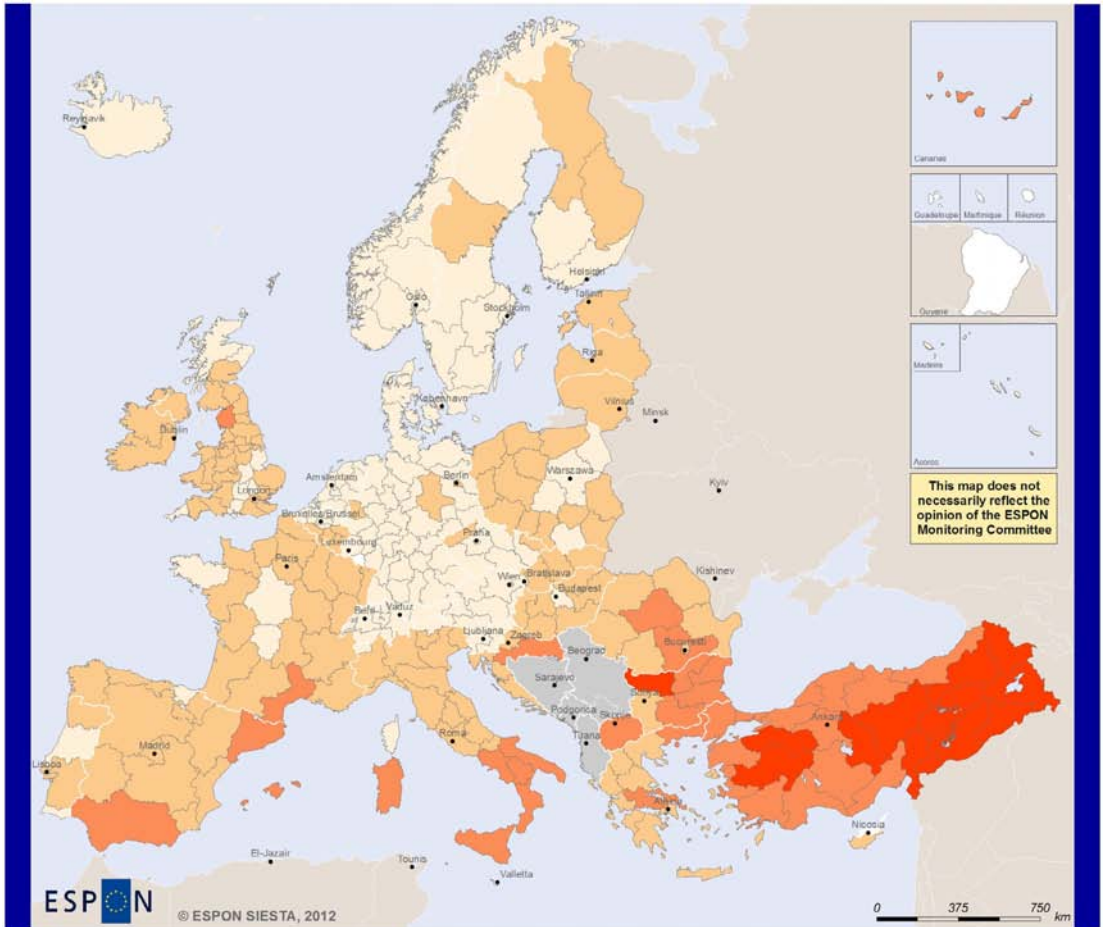 Reykjavik
Canarias
Guadeloupe
Martinique
Réunion
Guyane
Helsinki
Tallinn
Oslo
Stockholm
Madeira
Riga
København
Vilnius
Minsk
Dublin
Acores
Amsterdam
Berlin
Warszawa
London
This map does not
necessarily reflect the
opinion of the ESPON
Monitoring Committee
Bruxelles/Brussel
Kyiv
Luxembourg
Praha
Paris
Wien
Bratislava
Kishinev
Budapest
Bern
Vaduz
Ljubljana
Zagreb
Bucaresti
Beograd
Sarajevo
Sofiya
Podgorica
Skopje
Ankara
Roma
Tirana
Madrid
Lisboa
Athina
Nicosia
El-Jazair
Tounis
Valletta
ESPON
© ESPON SIESTA, 2012
0 375 750
km